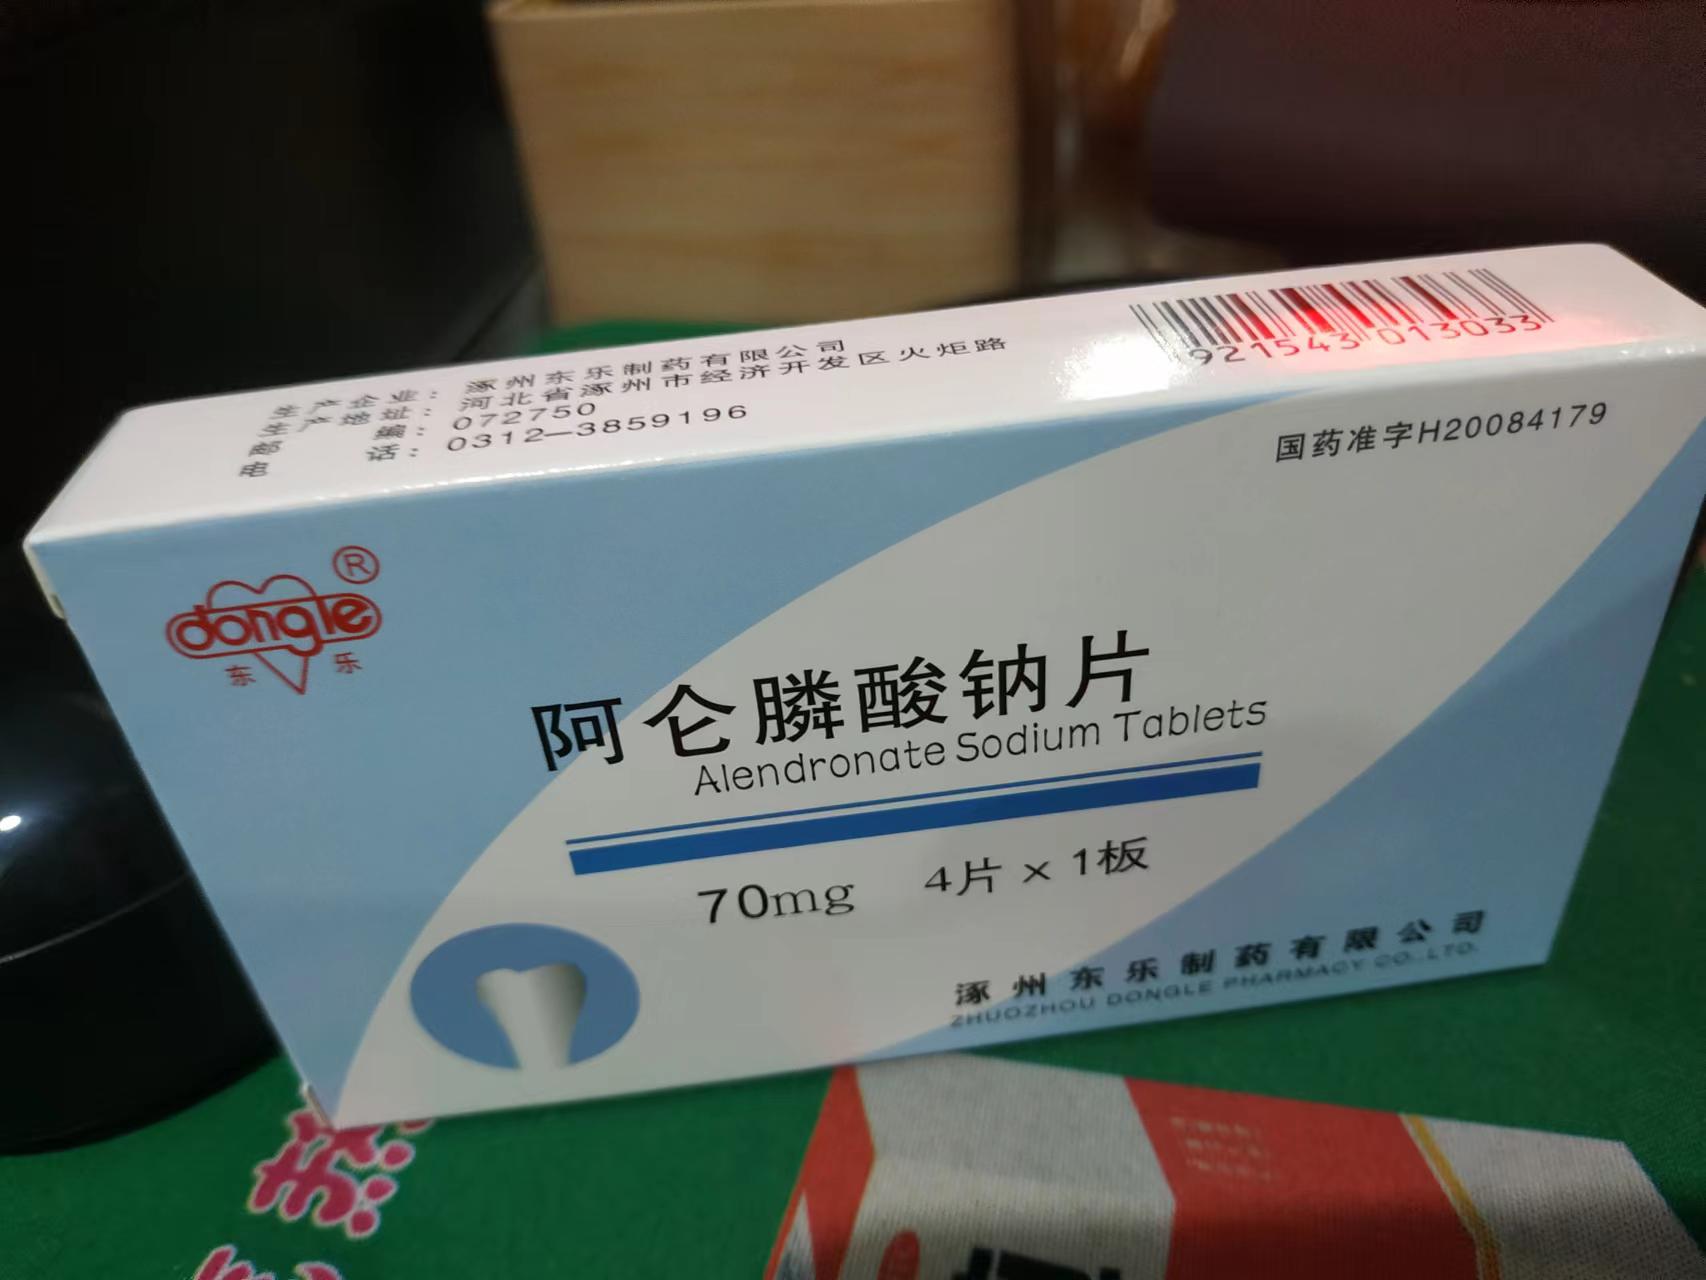 生产企业：涿州东乐制药有限公司
生产地址：河北省涿州市经济开发区火炬路
邮编：072750
电话：0312—3859196
921543 013033
国药准字H20084179
dongle®
东乐
阿仑膦酸钠片
Alendronate Sodium Tablets
70mg 4片×1板
涿州东乐制药有限公司
ZHUOZHOU DONGLE PHARMACY CO.,LTD.